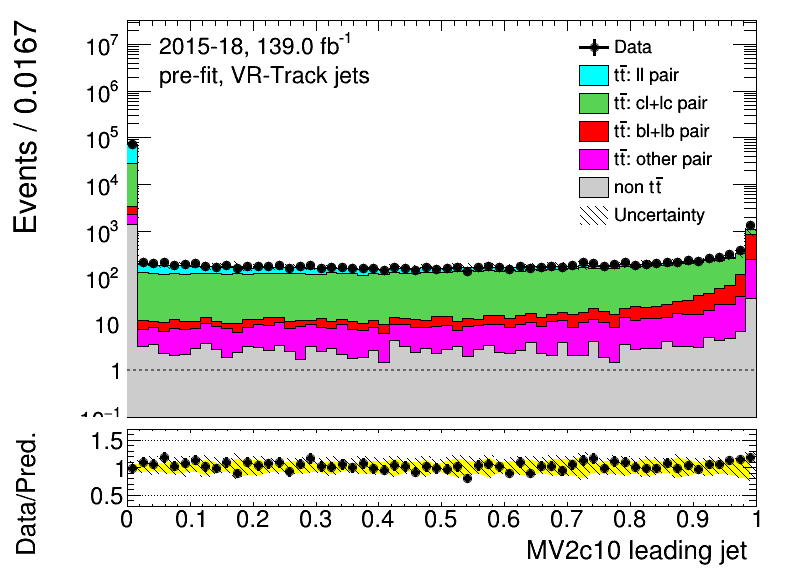 Events / 0.0167
10⁷
10⁶
10⁵
10⁴
10³
10²
10
1
10⁻¹
2015-18, 139.0 fb⁻¹
pre-fit, VR-Track jets
Data
tt̄: ll pair
tt̄: cl+lc pair
tt̄: bl+lb pair
tt̄: other pair
non tt̄
Uncertainty
Data/Pred.
1.5
1
0.5
0 0.1 0.2 0.3 0.4 0.5 0.6 0.7 0.8 0.9 1
MV2c10 leading jet